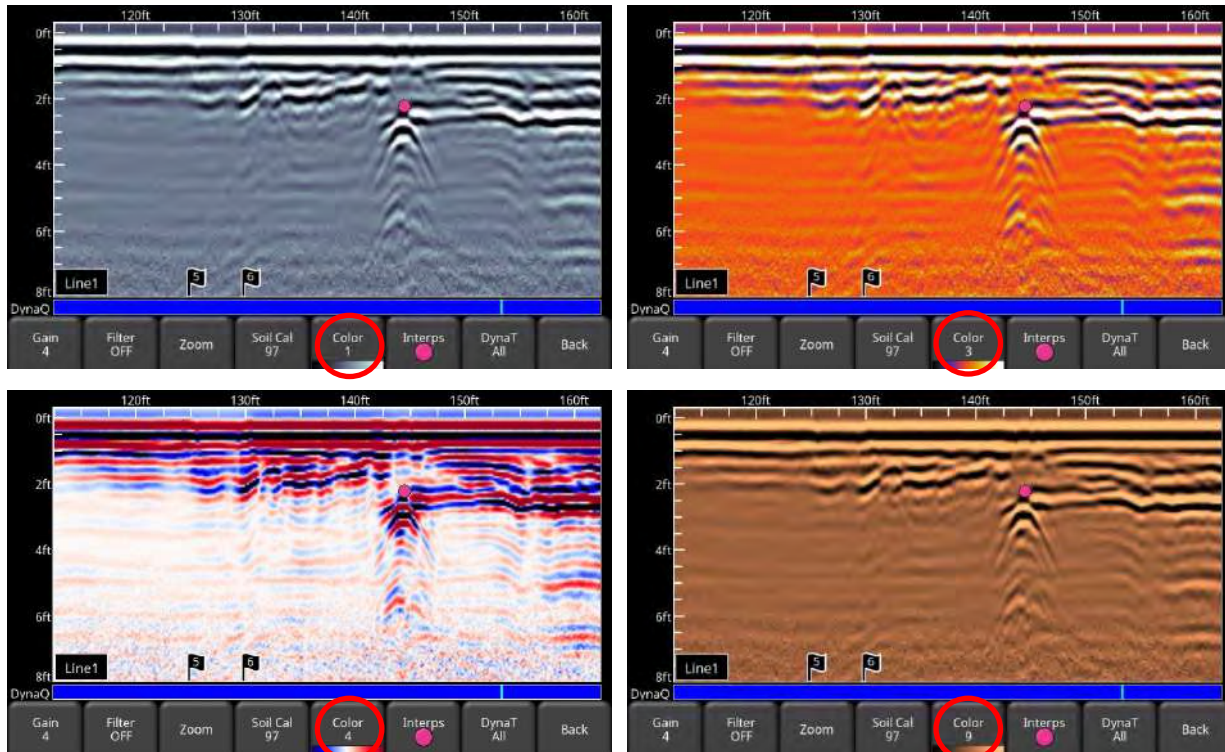 120ft 130ft 140ft 150ft 160ft
0ft
2ft
4ft
6ft
8ft
Line1 5 6
DynaQ
Gain 4 Filter OFF Zoom Soil Cal 97 Color 1 Interps DynaT All Back
120ft 130ft 140ft 150ft 160ft
0ft
2ft
4ft
6ft
8ft
Line1 5 6
DynaQ
Gain 4 Filter OFF Zoom Soil Cal 97 Color 3 Interps DynaT All Back
120ft 130ft 140ft 150ft 160ft
0ft
2ft
4ft
6ft
8ft
Line1 5 6
DynaQ
Gain 4 Filter OFF Zoom Soil Cal 97 Color 4 Interps DynaT All Back
120ft 130ft 140ft 150ft 160ft
0ft
2ft
4ft
6ft
8ft
Line1 5 6
DynaQ
Gain 4 Filter OFF Zoom Soil Cal 97 Color 9 Interps DynaT All Back